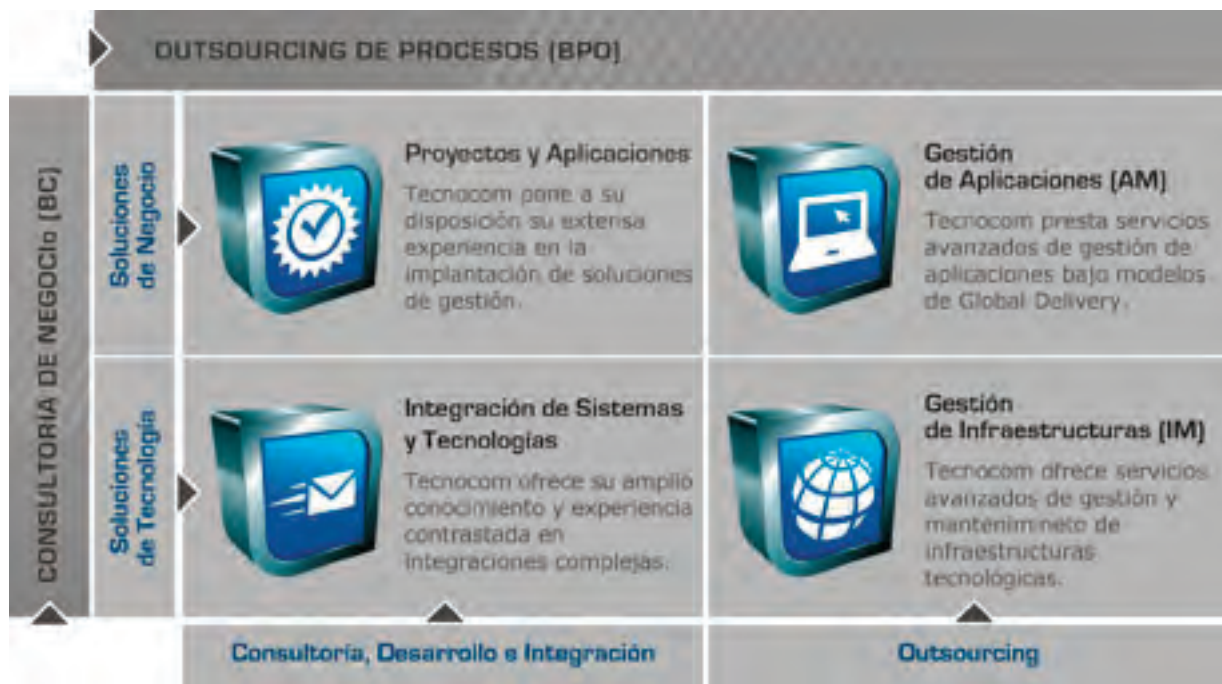 OUTSOURCING DE PROCESOS (BPO)
CONSULTORIA DE NEGOCIo (BC)
Soluciones
de Negocio
Proyectos y Aplicaciones
Tecnocom pone a su
disposición su extensa
experiencia en la
implantación de soluciones
de gestión.
Gestión
de Aplicaciones (AM)
Tecnocom presta servicios
avanzados de gestión de
aplicaciones bajo modelos
de Global Delivery.
Soluciones
de Tecnología
Integración de Sistemas
y Tecnologías
Tecnocom ofrece su amplio
conocimiento y experiencia
contrastada en
Integraciones complejas.
Gestión
de Infraestructuras (IM)
Tecnocom ofrece servicios
avanzados de gestión y
mantenimineto de
infraestructuras
tecnológicas.
Consultoría, Desarrollo e Integración
Outsourcing